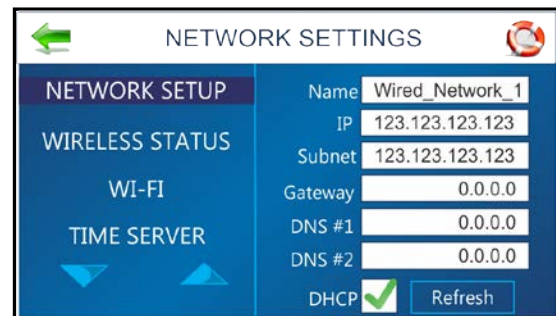 NETWORK SETTINGS
NETWORK SETUP
WIRELESS STATUS
WI-FI
TIME SERVER
Name Wired_Network_1
IP 123.123.123.123
Subnet 123.123.123.123
Gateway 0.0.0.0
DNS #1 0.0.0.0
DNS #2 0.0.0.0
DHCP Refresh